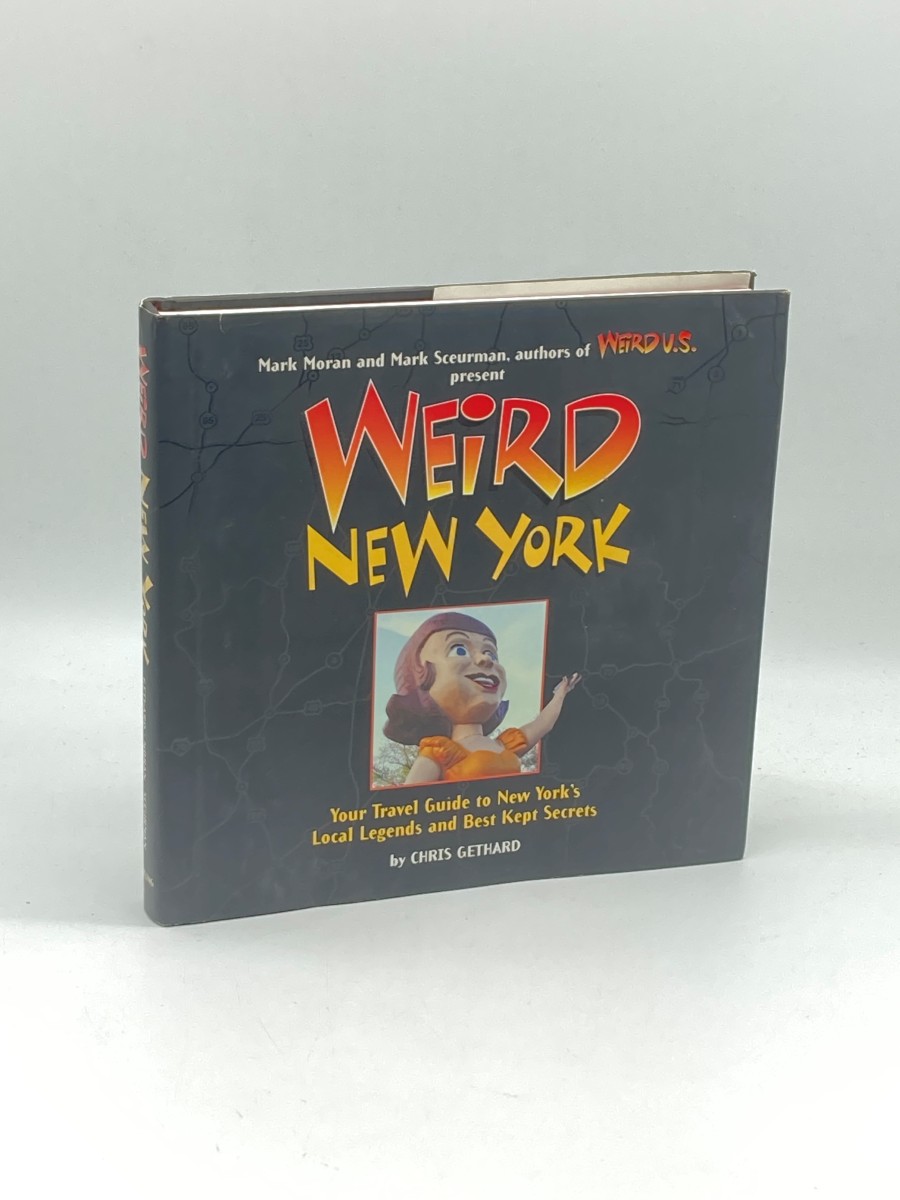 Mark Moran and Mark Sceurman, authors of WEiRD U.S.
present
WEiRD
NEW YORK
Your Travel Guide to New York's
Local Legends and Best Kept Secrets
by CHRIS GETHARD
WEiRD NEW YORK